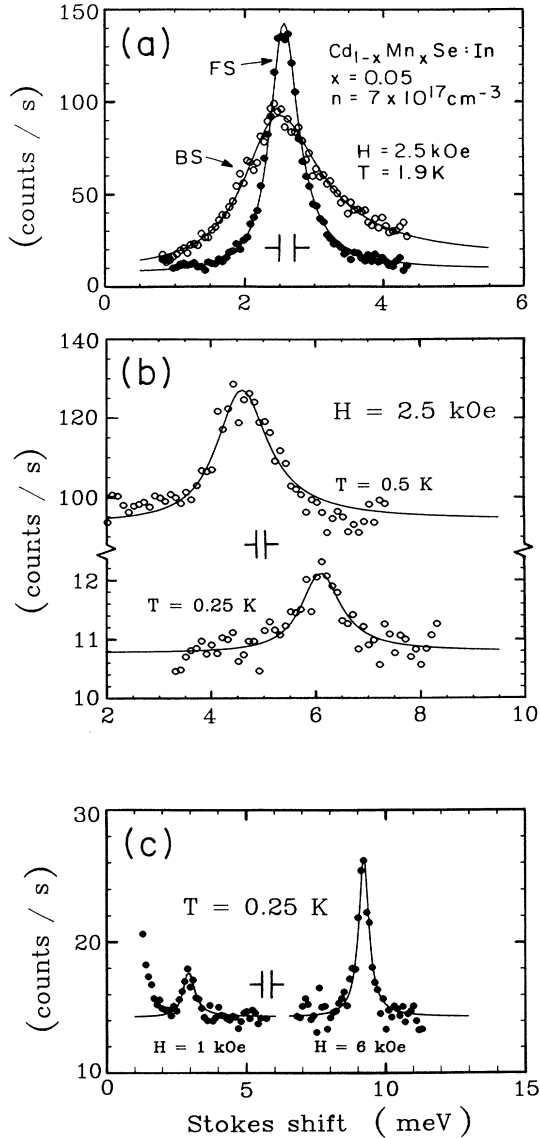 150
(a)
FS
Cd1-xMnxSe:In
x = 0.05
n = 7 x 10^17 cm^-3
100
BS
H = 2.5 kOe
T = 1.9 K
50
0
0 2 4 6
(counts / s)
140
(b)
H = 2.5 kOe
120
T = 0.5 K
100
12
T = 0.25 K
11
10
2 4 6 8 10
(counts / s)
30
(c)
T = 0.25 K
20
H = 1 kOe
H = 6 kOe
10
0 5 10 15
(counts / s)
Stokes shift (meV)